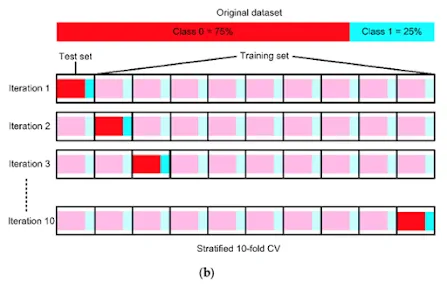 Original dataset
Class 0 = 75%
Class 1 = 25%
Test set
Training set
Iteration 1
Iteration 2
Iteration 3
Iteration 10
Stratified 10-fold CV
(b)